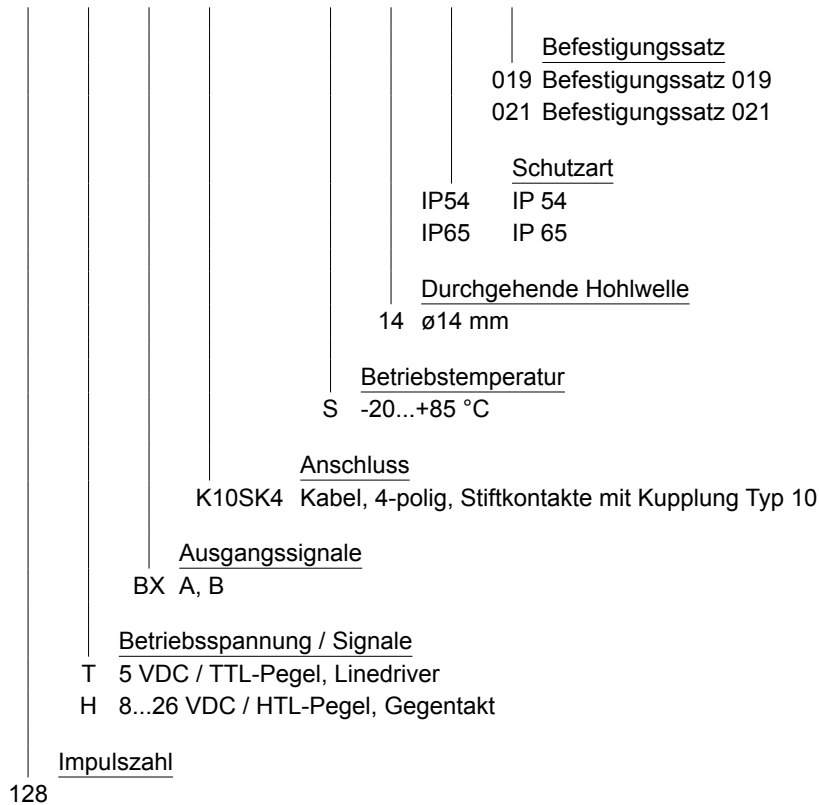 Befestigungssatz
019 Befestigungssatz 019
021 Befestigungssatz 021
Schutzart
IP54 IP 54
IP65 IP 65
Durchgehende Hohlwelle
14 ø14 mm
Betriebstemperatur
S -20...+85 °C
Anschluss
K10SK4 Kabel, 4-polig, Stiftkontakte mit Kupplung Typ 10
Ausgangssignale
BX A, B
Betriebsspannung / Signale
T 5 VDC / TTL-Pegel, Linedriver
H 8...26 VDC / HTL-Pegel, Gegentakt
Impulszahl
128